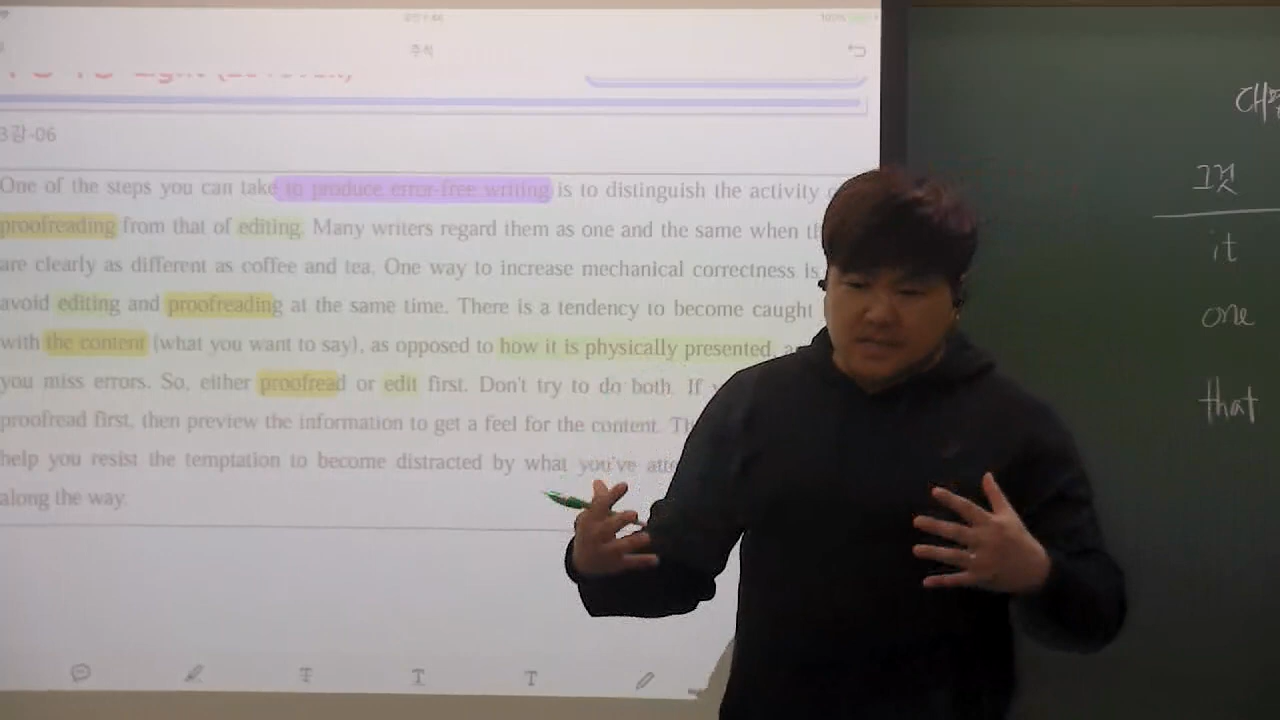 100%
주석
3강-06
One of the steps you can take to produce error-free writing is to distinguish the activity
proofreading from that of editing. Many writers regard them as one and the same when
are clearly as different as coffee and tea. One way to increase mechanical correctness is
avoid editing and proofreading at the same time. There is a tendency to become caught
with the content (what you want to say), as opposed to how it is physically presented,
you miss errors. So, either proofread or edit first. Don't try to do both. If
proofread first, then preview the information to get a feel for the content.
help you resist the temptation to become distracted by what you've
along the way.
그것
it
one
that